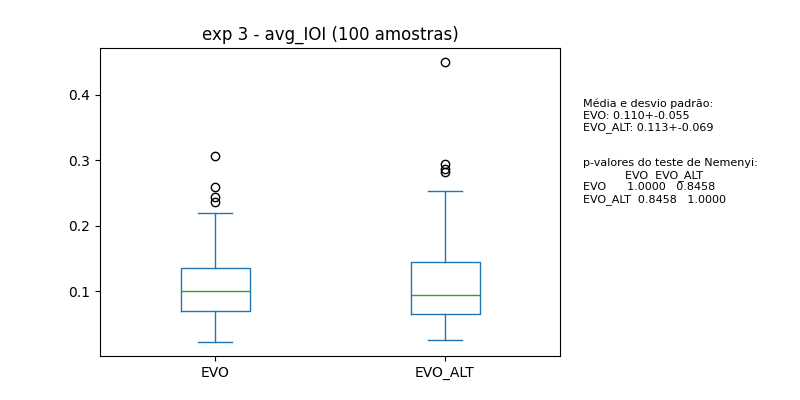 exp 3 - avg_IOI (100 amostras)
0.4
0.3
0.2
0.1
EVO
EVO_ALT
Média e desvio padrão:
EVO: 0.110+-0.055
EVO_ALT: 0.113+-0.069
p-valores do teste de Nemenyi:
EVO EVO_ALT
EVO 1.0000 0.8458
EVO_ALT 0.8458 1.0000